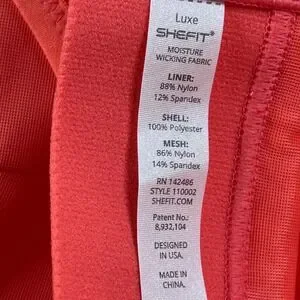 Luxe
SHEFIT®
MOISTURE
WICKING FABRIC
LINER:
88% Nylon
12% Spandex
SHELL:
100% Polyester
MESH:
86% Nylon
14% Spandex
RN 142486
STYLE 110002
SHEFIT.COM
Patent No.:
8,932,104
DESIGNED
IN USA.
MADE IN
CHINA.